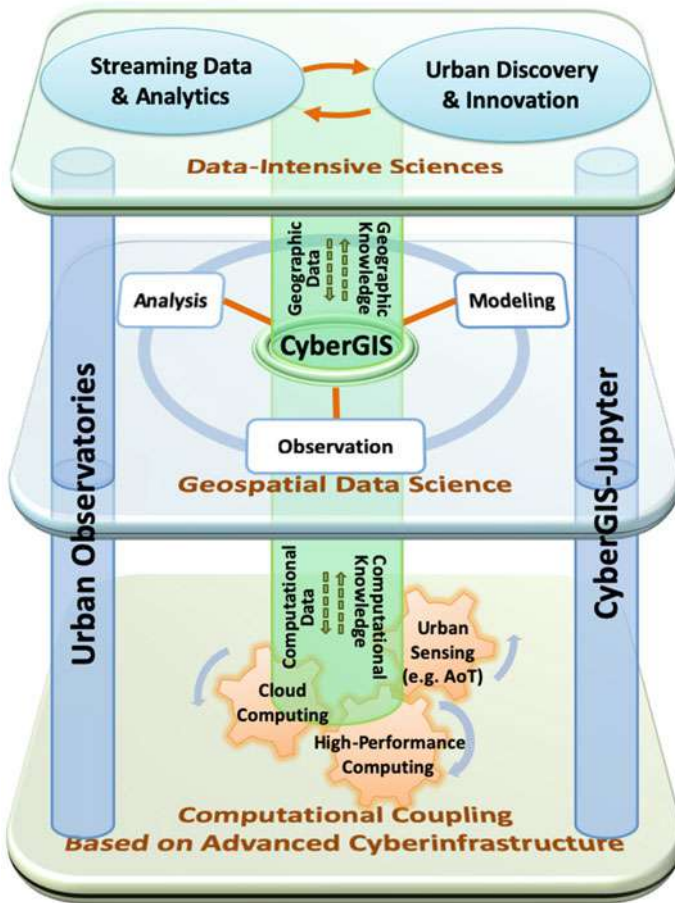 Streaming Data
& Analytics
Urban Discovery
& Innovation
Data-Intensive Sciences
Geographic
Data
Geographic
Knowledge
Analysis
Modeling
CyberGIS
Observation
Geospatial Data Science
Urban Observatories
CyberGIS-Jupyter
Computational
Data
Computational
Knowledge
Urban
Sensing
(e.g. AoT)
Cloud
Computing
High-Performance
Computing
Computational Coupling
Based on Advanced Cyberinfrastructure